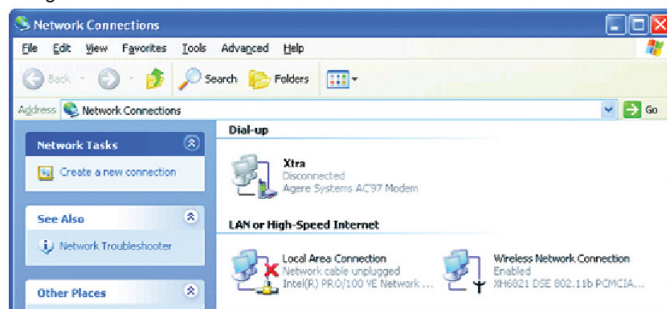 Network Connections
File Edit View Favorites Tools Advanced Help
Back Search Folders
Address Network Connections Go
Network Tasks
Create a new connection
See Also
Network Troubleshooter
Other Places
Dial-up
Xtra
Disconnected
Agere Systems AC'97 Modem
LAN or High-Speed Internet
Local Area Connection
Network cable unplugged
Intel(R) PRO/100 VE Network ...
Wireless Network Connection
Enabled
XH6821 DSE 802.11b PCMCIA...